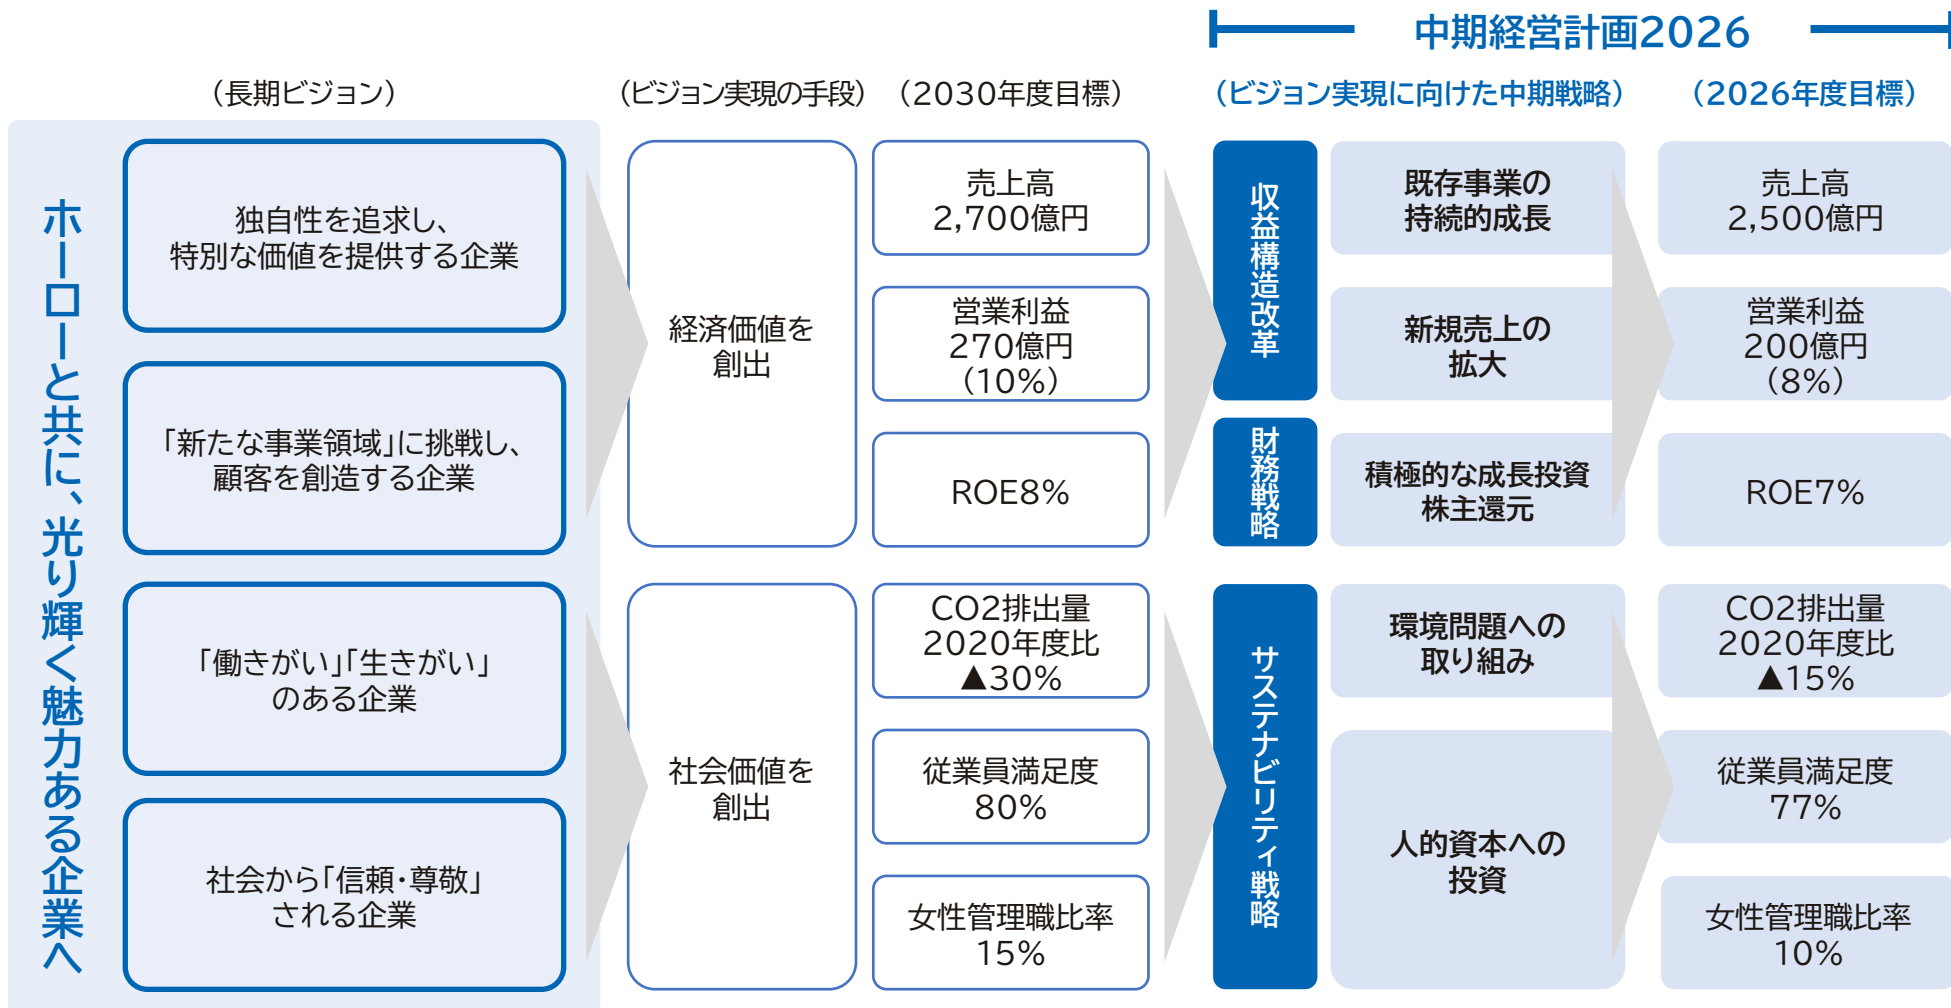 中期経営計画2026
（長期ビジョン）
（ビジョン実現の手段）
（2030年度目標）
（ビジョン実現に向けた中期戦略）
（2026年度目標）
ホーローと共に、光り輝く魅力ある企業へ
独自性を追求し、
特別な価値を提供する企業
「新たな事業領域」に挑戦し、
顧客を創造する企業
「働きがい」「生きがい」
のある企業
社会から「信頼・尊敬」
される企業
経済価値を
創出
社会価値を
創出
売上高
2,700億円
営業利益
270億円
（10%）
ROE8%
CO2排出量
2020年度比
▲30%
従業員満足度
80%
女性管理職比率
15%
収益構造改革
財務戦略
サステナビリティ戦略
既存事業の
持続的成長
新規売上の
拡大
積極的な成長投資
株主還元
環境問題への
取り組み
人的資本への
投資
売上高
2,500億円
営業利益
200億円
（8%）
ROE7%
CO2排出量
2020年度比
▲15%
従業員満足度
77%
女性管理職比率
10%